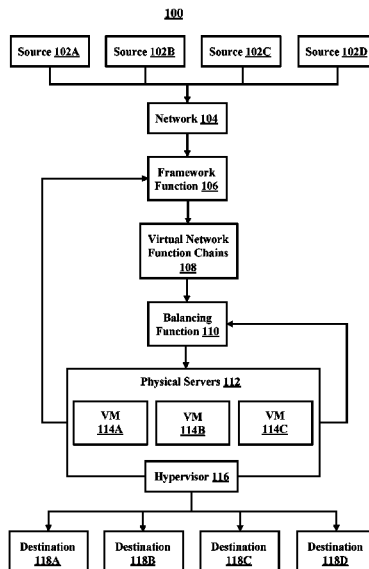 100
Source 102A
Source 102B
Source 102C
Source 102D
Network 104
Framework
Function 106
Virtual Network
Function Chains
108
Balancing
Function 110
Physical Servers 112
VM
114A
VM
114B
VM
114C
Hypervisor 116
Destination
118A
Destination
118B
Destination
118C
Destination
118D